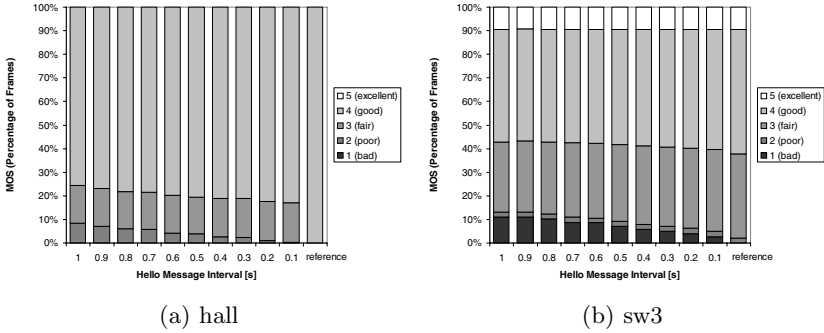 100%
90%
80%
70%
60%
50%
40%
30%
20%
10%
0%
MOS (Percentage of Frames)
1 0.9 0.8 0.7 0.6 0.5 0.4 0.3 0.2 0.1 reference
Hello Message Interval [s]
5 (excellent)
4 (good)
3 (fair)
2 (poor)
1 (bad)
(a) hall
100%
90%
80%
70%
60%
50%
40%
30%
20%
10%
0%
MOS (Percentage of Frames)
1 0.9 0.8 0.7 0.6 0.5 0.4 0.3 0.2 0.1 reference
Hello Message Interval [s]
5 (excellent)
4 (good)
3 (fair)
2 (poor)
1 (bad)
(b) sw3